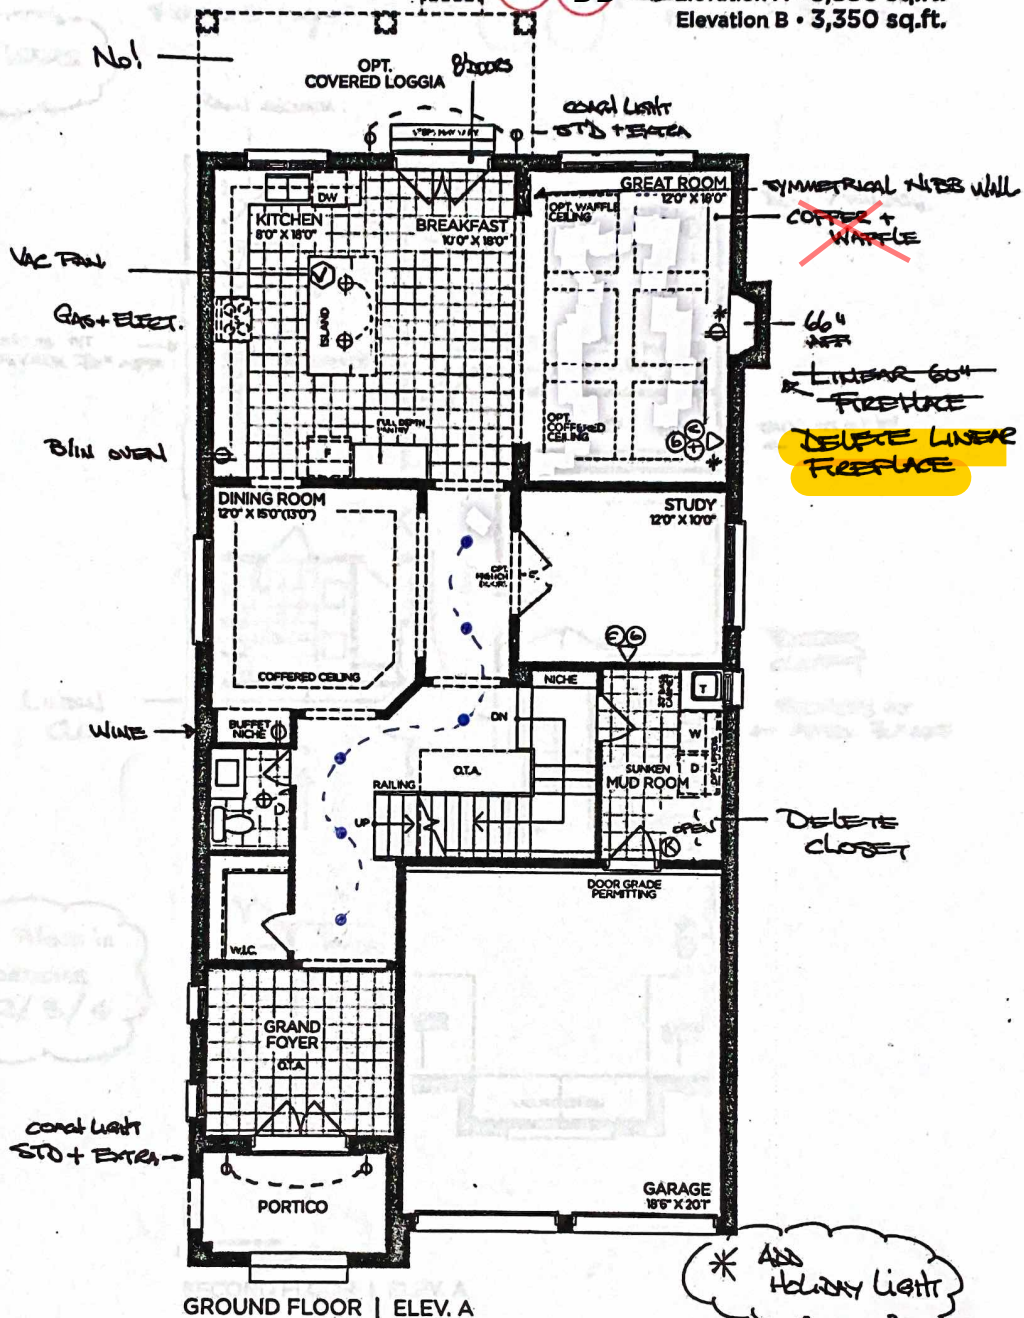 Elevation B • 3,350 sq.ft.
No!
OPT.
COVERED LOGGIA
8' DOORS
COACH LIGHT
STD + EXTRA
DW
KITCHEN
8'0" X 18'0"
BREAKFAST
10'0" X 18'0"
GREAT ROOM
12'0" X 18'0"
OPT. WAFFLE
CEILING
SYMMETRICAL NIBB WALL
COFFER +
WAFFLE
VAC PAN
GAS + ELECT.
ISLAND
66"
AFF
LINEAR 60"
FIREPLACE
DELETE LINEAR
FIREPLACE
OPT.
COFFERED
CEILING
FULL DEPTH
PANTRY
F
B/IN OVEN
DINING ROOM
12'0" X 15'0"(13'0")
STUDY
12'0" X 10'0"
COFFERED CEILING
NICHE
T
WINE
BUFFET
NICHE
DN
W
D
SUNKEN
MUD ROOM
O.T.A.
RAILING
UP
OPEN
K
DELETE
CLOSET
DOOR GRADE
PERMITTING
W.I.C.
GRAND
FOYER
O.T.A.
COACH LIGHT
STD + EXTRA
PORTICO
GARAGE
18'6" X 20'1"
ADD
HOLIDAY LIGHT
GROUND FLOOR | ELEV. A